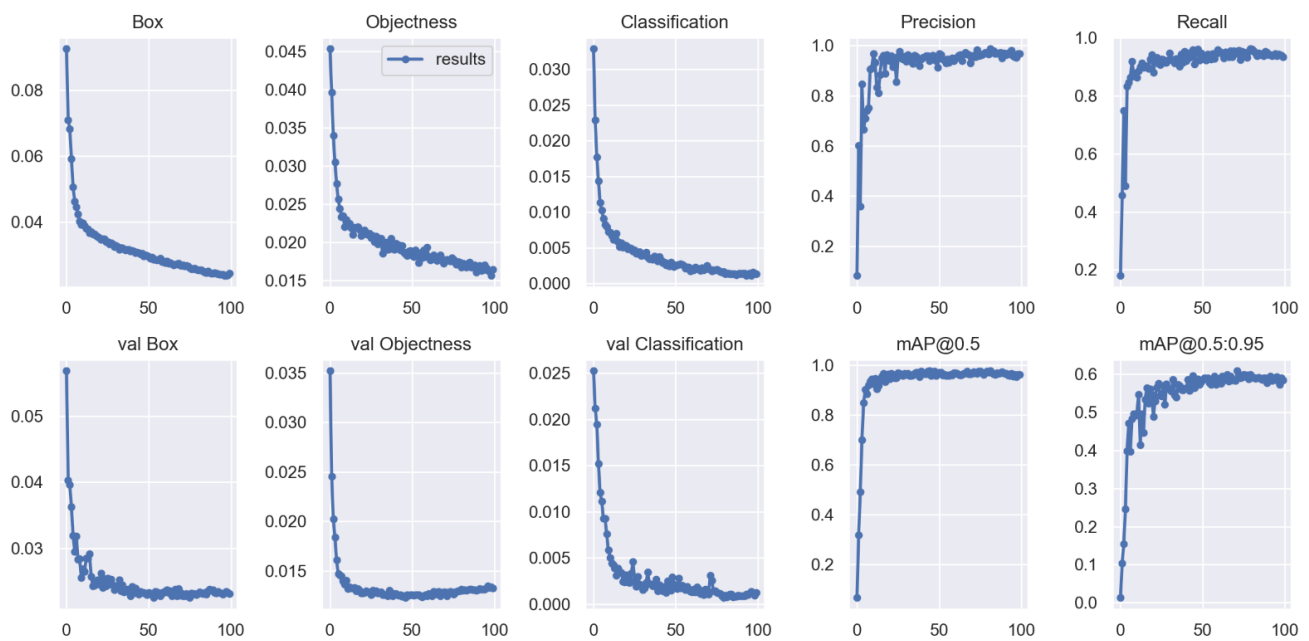 Box
Objectness
Classification
Precision
Recall
results
0.08
0.06
0.04
0 50 100
0.045
0.040
0.035
0.030
0.025
0.020
0.015
0 50 100
0.030
0.025
0.020
0.015
0.010
0.005
0.000
0 50 100
1.0
0.8
0.6
0.4
0.2
0 50 100
1.0
0.8
0.6
0.4
0.2
0 50 100
val Box
val Objectness
val Classification
mAP@0.5
mAP@0.5:0.95
0.05
0.04
0.03
0 50 100
0.035
0.030
0.025
0.020
0.015
0 50 100
0.025
0.020
0.015
0.010
0.005
0.000
0 50 100
1.0
0.8
0.6
0.4
0.2
0 50 100
0.6
0.5
0.4
0.3
0.2
0.1
0.0
0 50 100